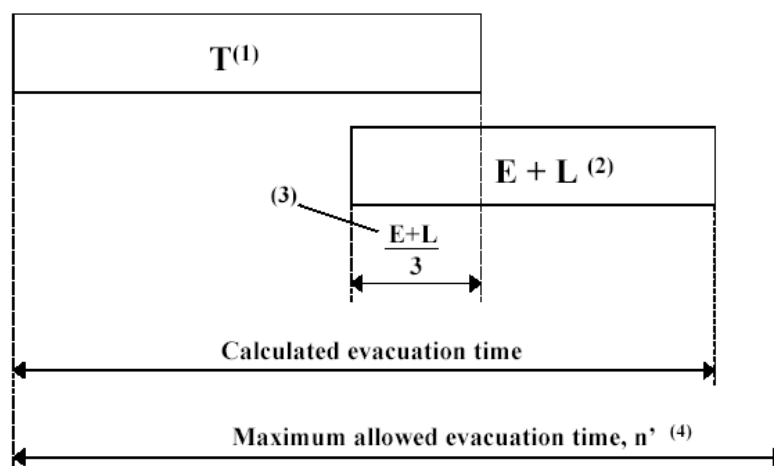 T(1)
E + L (2)
(3)
E+L
3
Calculated evacuation time
Maximum allowed evacuation time, n’ (4)